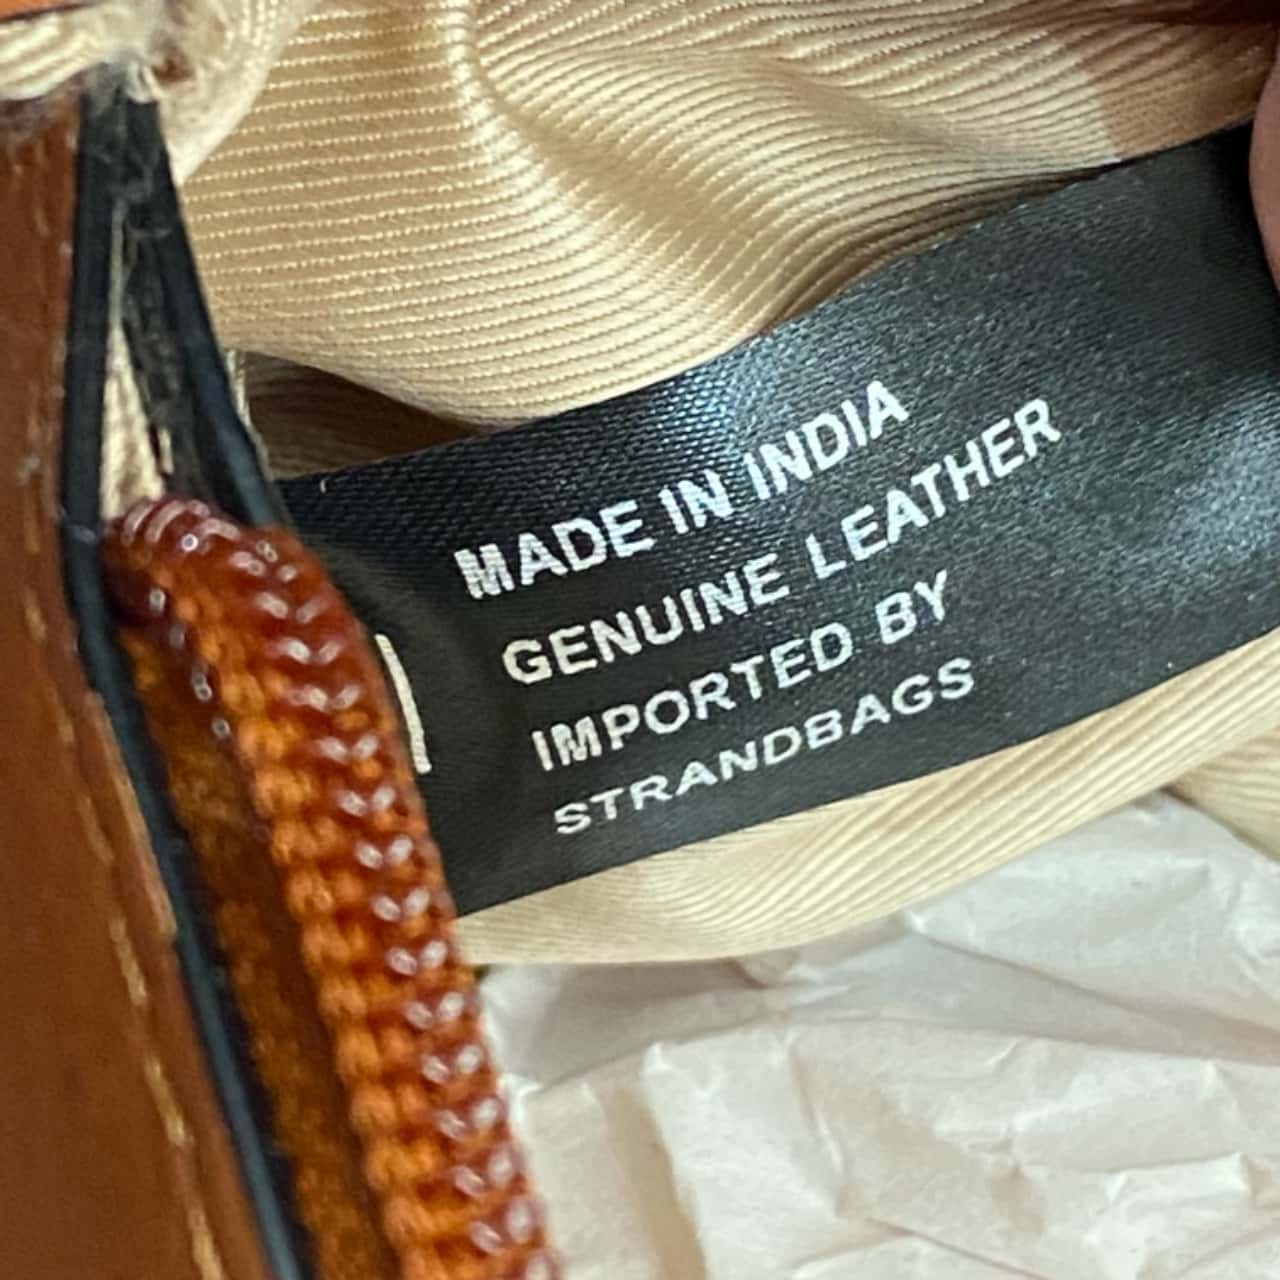 MADE IN INDIA
GENUINE LEATHER
IMPORTED BY
STRANDBAGS